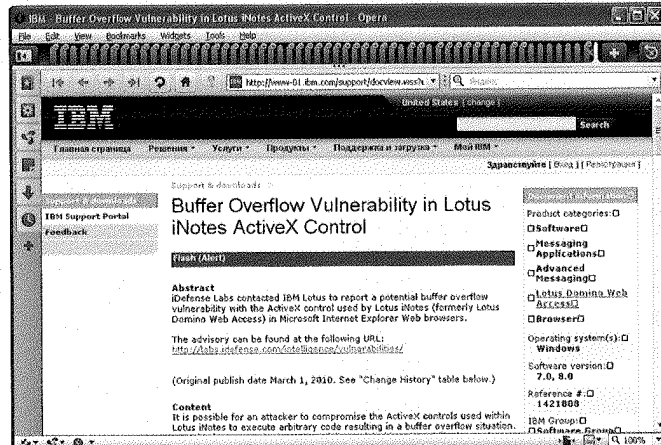 IBM - Buffer Overflow Vulnerability in Lotus iNotes ActiveX Control - Opera
File Edit View Bookmarks Widgets Tools Help
http://www-01.ibm.com/support/docview.wss?u
Яндекс
United States [ change ]
IBM
Search
Главная страница Решения Услуги Продукты Поддержка и загрузка Мой IBM
Здравствуйте [ Вход ] [ Регистрация ]
Support & downloads
Support & downloads
IBM Support Portal
Feedback
Buffer Overflow Vulnerability in Lotus
iNotes ActiveX Control
Flash (Alert)
Abstract
iDefense Labs contacted IBM Lotus to report a potential buffer overflow
vulnerability with the ActiveX control used by Lotus iNotes (formerly Lotus
Domino Web Access) in Microsoft Internet Explorer Web browsers.
The advisory can be found at the following URL:
http://labs.idefense.com/intelligence/vulnerabilities/
(Original publish date March 1, 2010. See "Change History" table below.)
Content
It is possible for an attacker to compromise the ActiveX controls used within
Lotus iNotes to execute arbitrary code resulting in a buffer overflow situation.
Document information
Product categories:
Software
Messaging
Applications
Advanced
Messaging
Lotus Domino Web
Access
Browser
Operating system(s):
Windows
Software version:
7.0, 8.0
Reference #:
1421808
IBM Group:
Software Group
100%